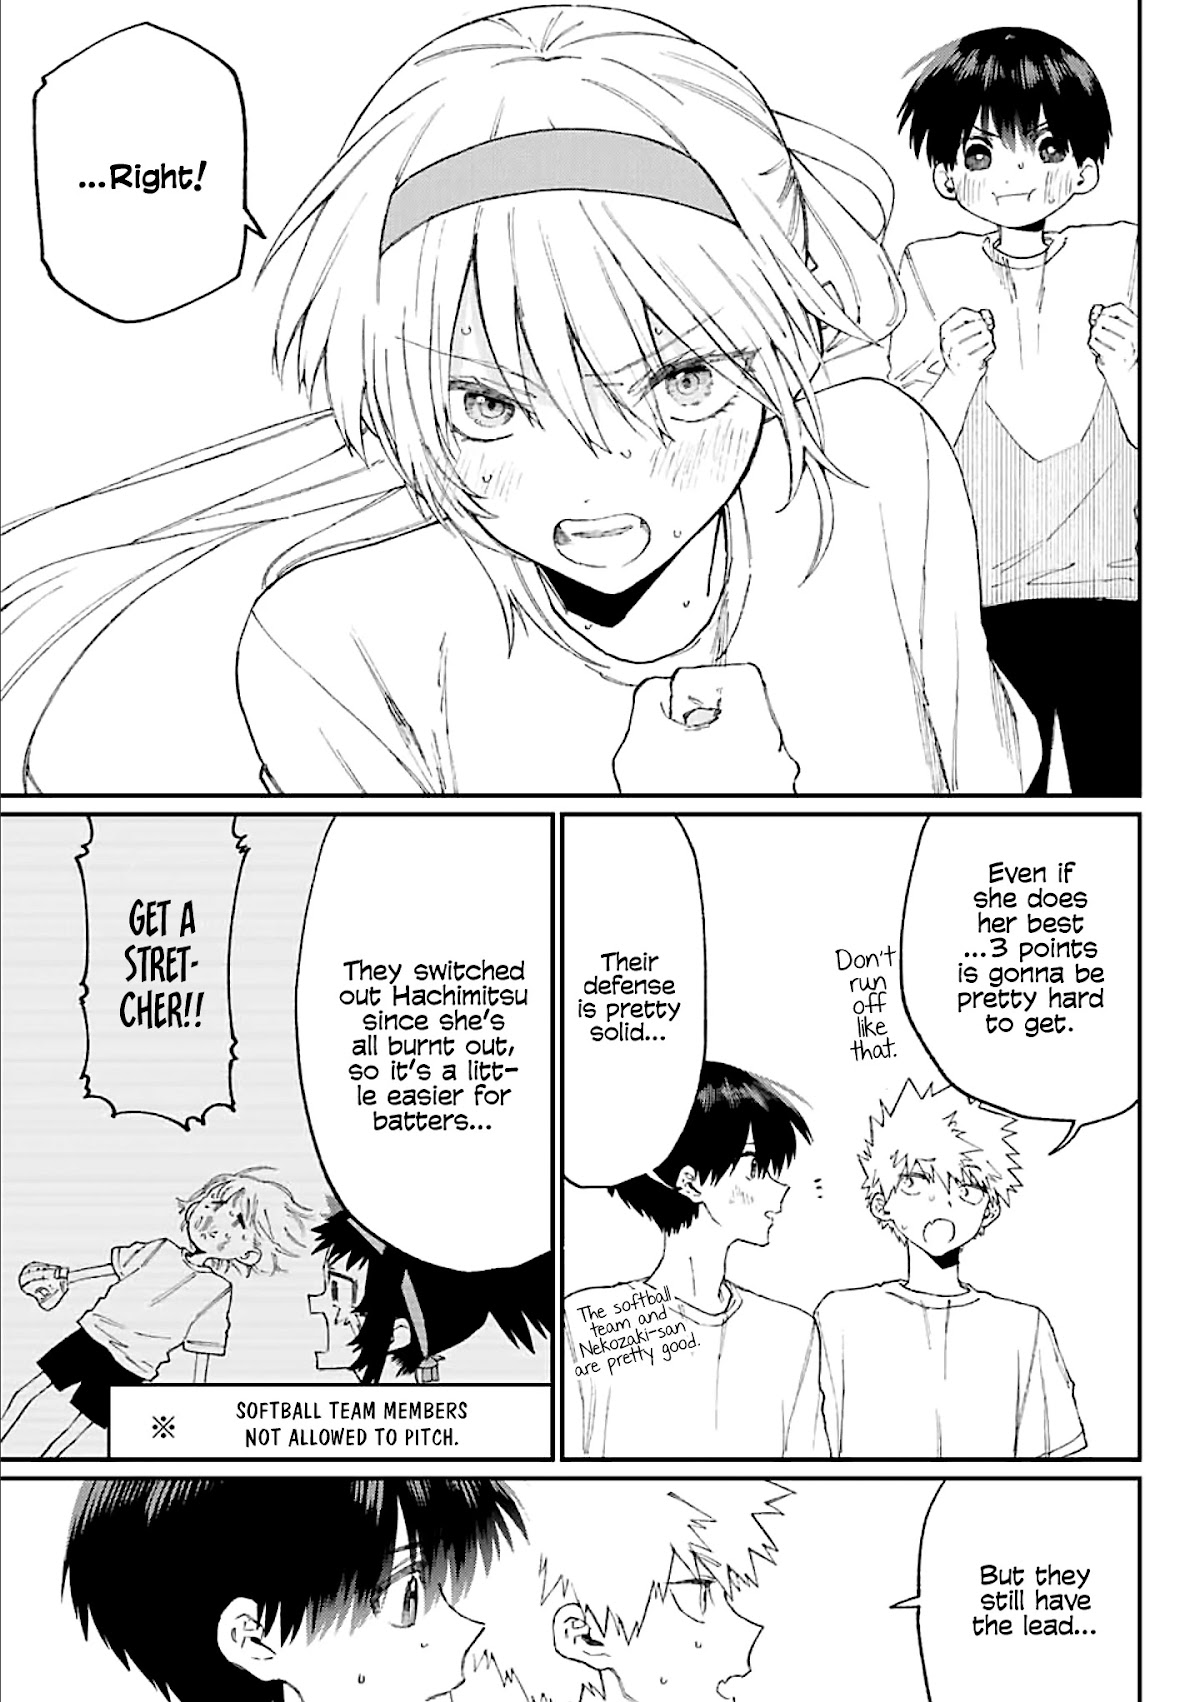 ...Right!
Even if
she does
her best
...3 points
is gonna be
pretty hard
to get.
Don't
run
off
like
that.
Their
defense
is pretty
solid...
The softball
team and
Nekozaki-san
are pretty good.
They switched
out Hachimitsu
since she's
all burnt out,
so it's a litt-
le easier for
batters...
GET A
STRET-
CHER!!
※ SOFTBALL TEAM MEMBERS
NOT ALLOWED TO PITCH.
But they
still have
the lead...